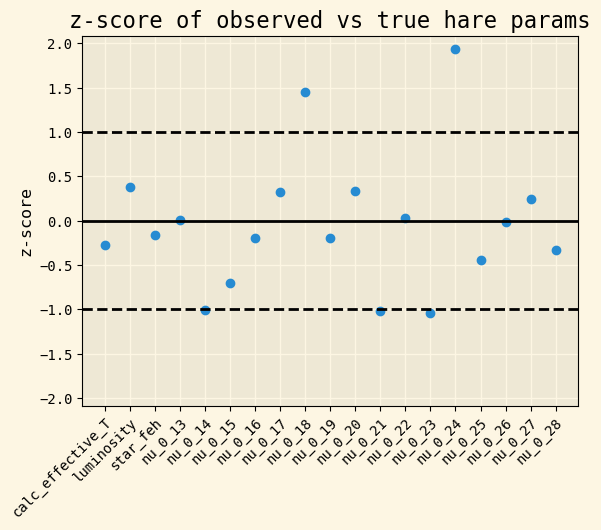 z-score of observed vs true hare params
z-score
2.0
1.5
1.0
0.5
0.0
−0.5
−1.0
−1.5
−2.0
calc_effective_T
luminosity
star_feh
nu_0_13
nu_0_14
nu_0_15
nu_0_16
nu_0_17
nu_0_18
nu_0_19
nu_0_20
nu_0_21
nu_0_22
nu_0_23
nu_0_24
nu_0_25
nu_0_26
nu_0_27
nu_0_28